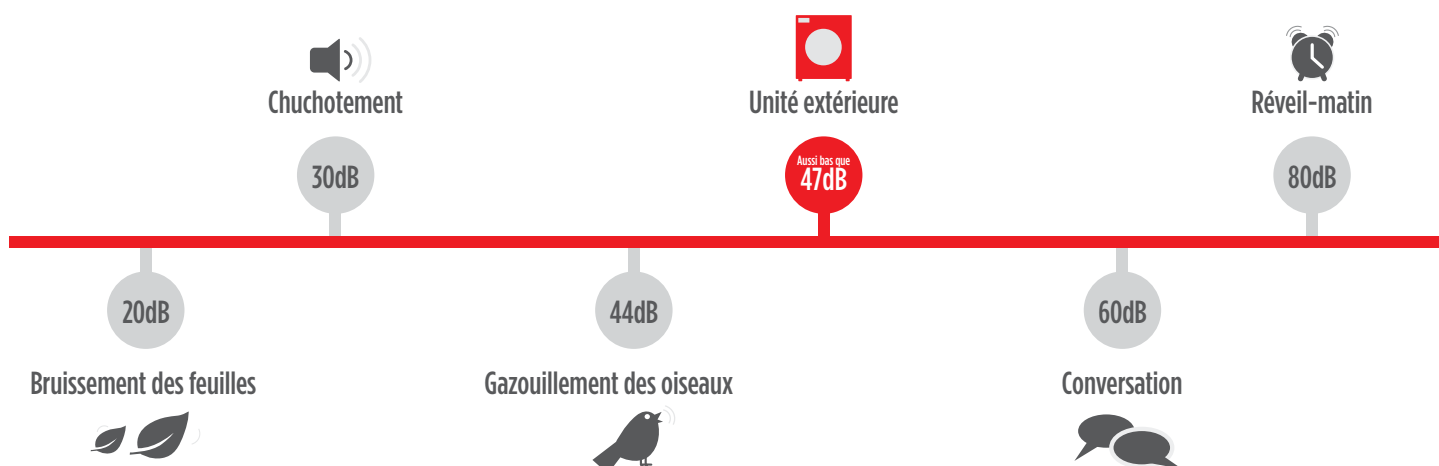 Chuchotement
30dB
Unité extérieure
Aussi bas que
47dB
Réveil-matin
80dB
20dB
Bruissement des feuilles
44dB
Gazouillement des oiseaux
60dB
Conversation